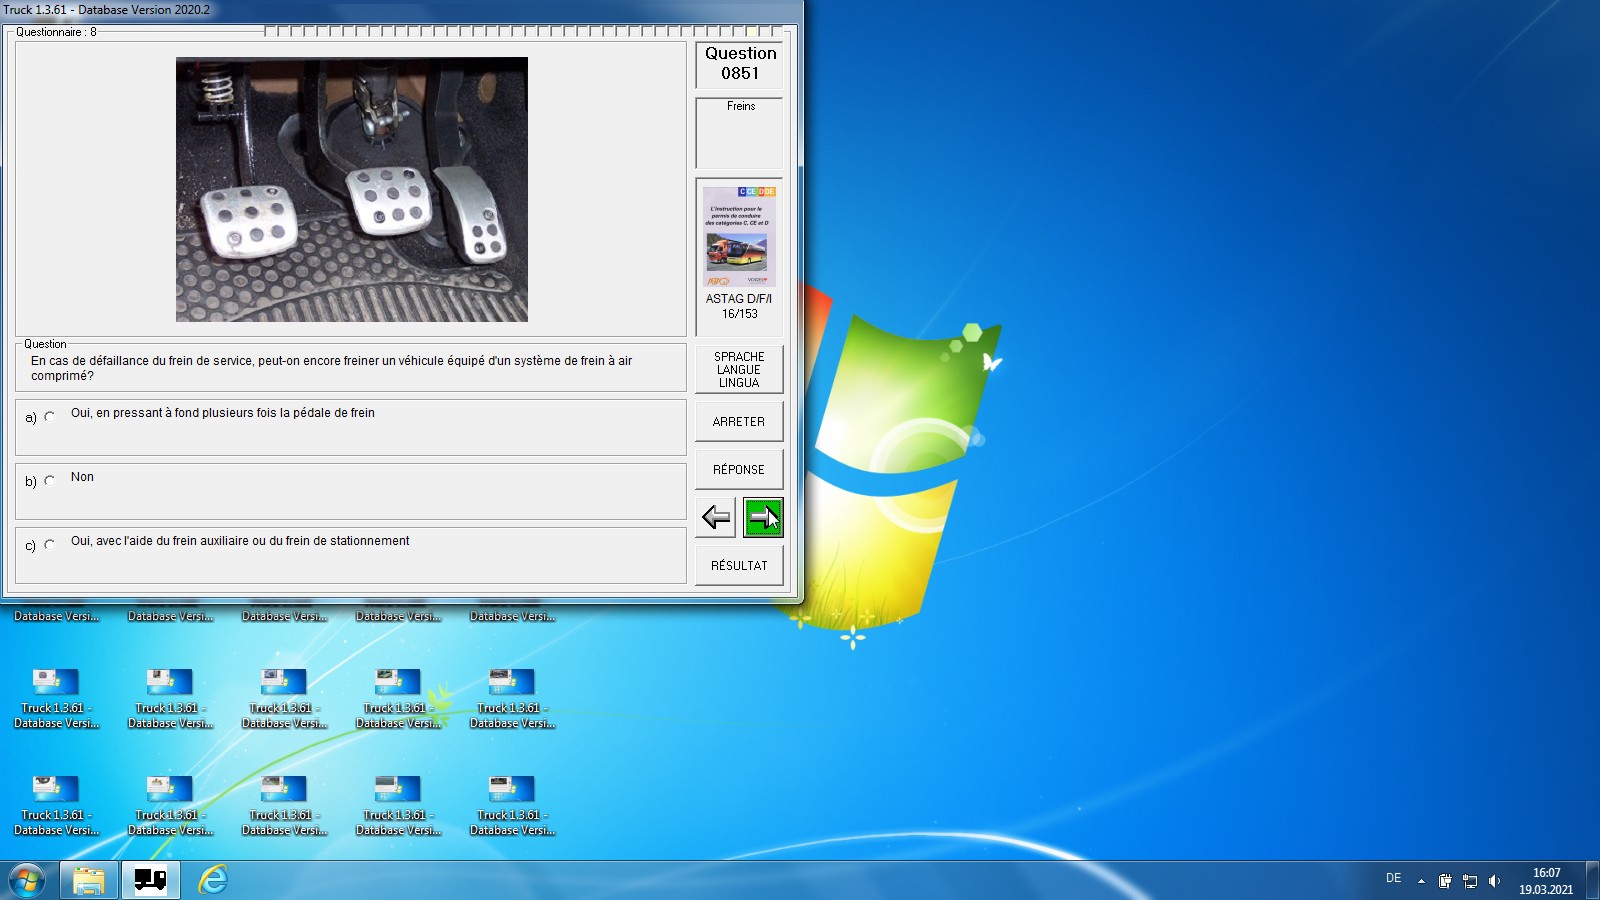 Truck 1.3.61 - Database Version 2020.2
Questionnaire : 8
Question
0851
Freins
C CE D DE
L'instruction pour le
permis de conduire
des catégories C, CE et D
ASTAG D/F/I
16/153
Question
En cas de défaillance du frein de service, peut-on encore freiner un véhicule équipé d'un système de frein à air
comprimé?
SPRACHE
LANGUE
LINGUA
a) Oui, en pressant à fond plusieurs fois la pédale de frein
ARRETER
b) Non
RÉPONSE
c) Oui, avec l'aide du frein auxiliaire ou du frein de stationnement
RÉSULTAT
Database Versi... Database Versi... Database Versi... Database Versi... Database Versi...
Truck 1.3.61 - Truck 1.3.61 - Truck 1.3.61 - Truck 1.3.61 - Truck 1.3.61 -
Database Versi... Database Versi... Database Versi... Database Versi... Database Versi...
Truck 1.3.61 - Truck 1.3.61 - Truck 1.3.61 - Truck 1.3.61 - Truck 1.3.61 -
Database Versi... Database Versi... Database Versi... Database Versi... Database Versi...
DE
16:07
19.03.2021